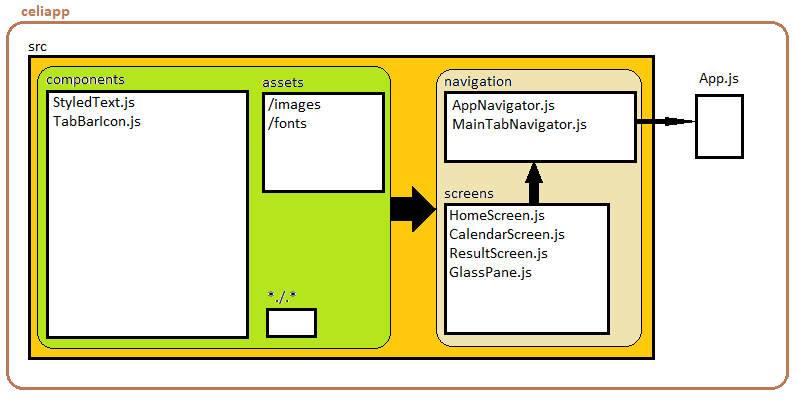 celiapp
src
components
StyledText.js
TabBarIcon.js
assets
/images
/fonts
*./.*
navigation
AppNavigator.js
MainTabNavigator.js
screens
HomeScreen.js
CalendarScreen.js
ResultScreen.js
GlassPane.js
App.js